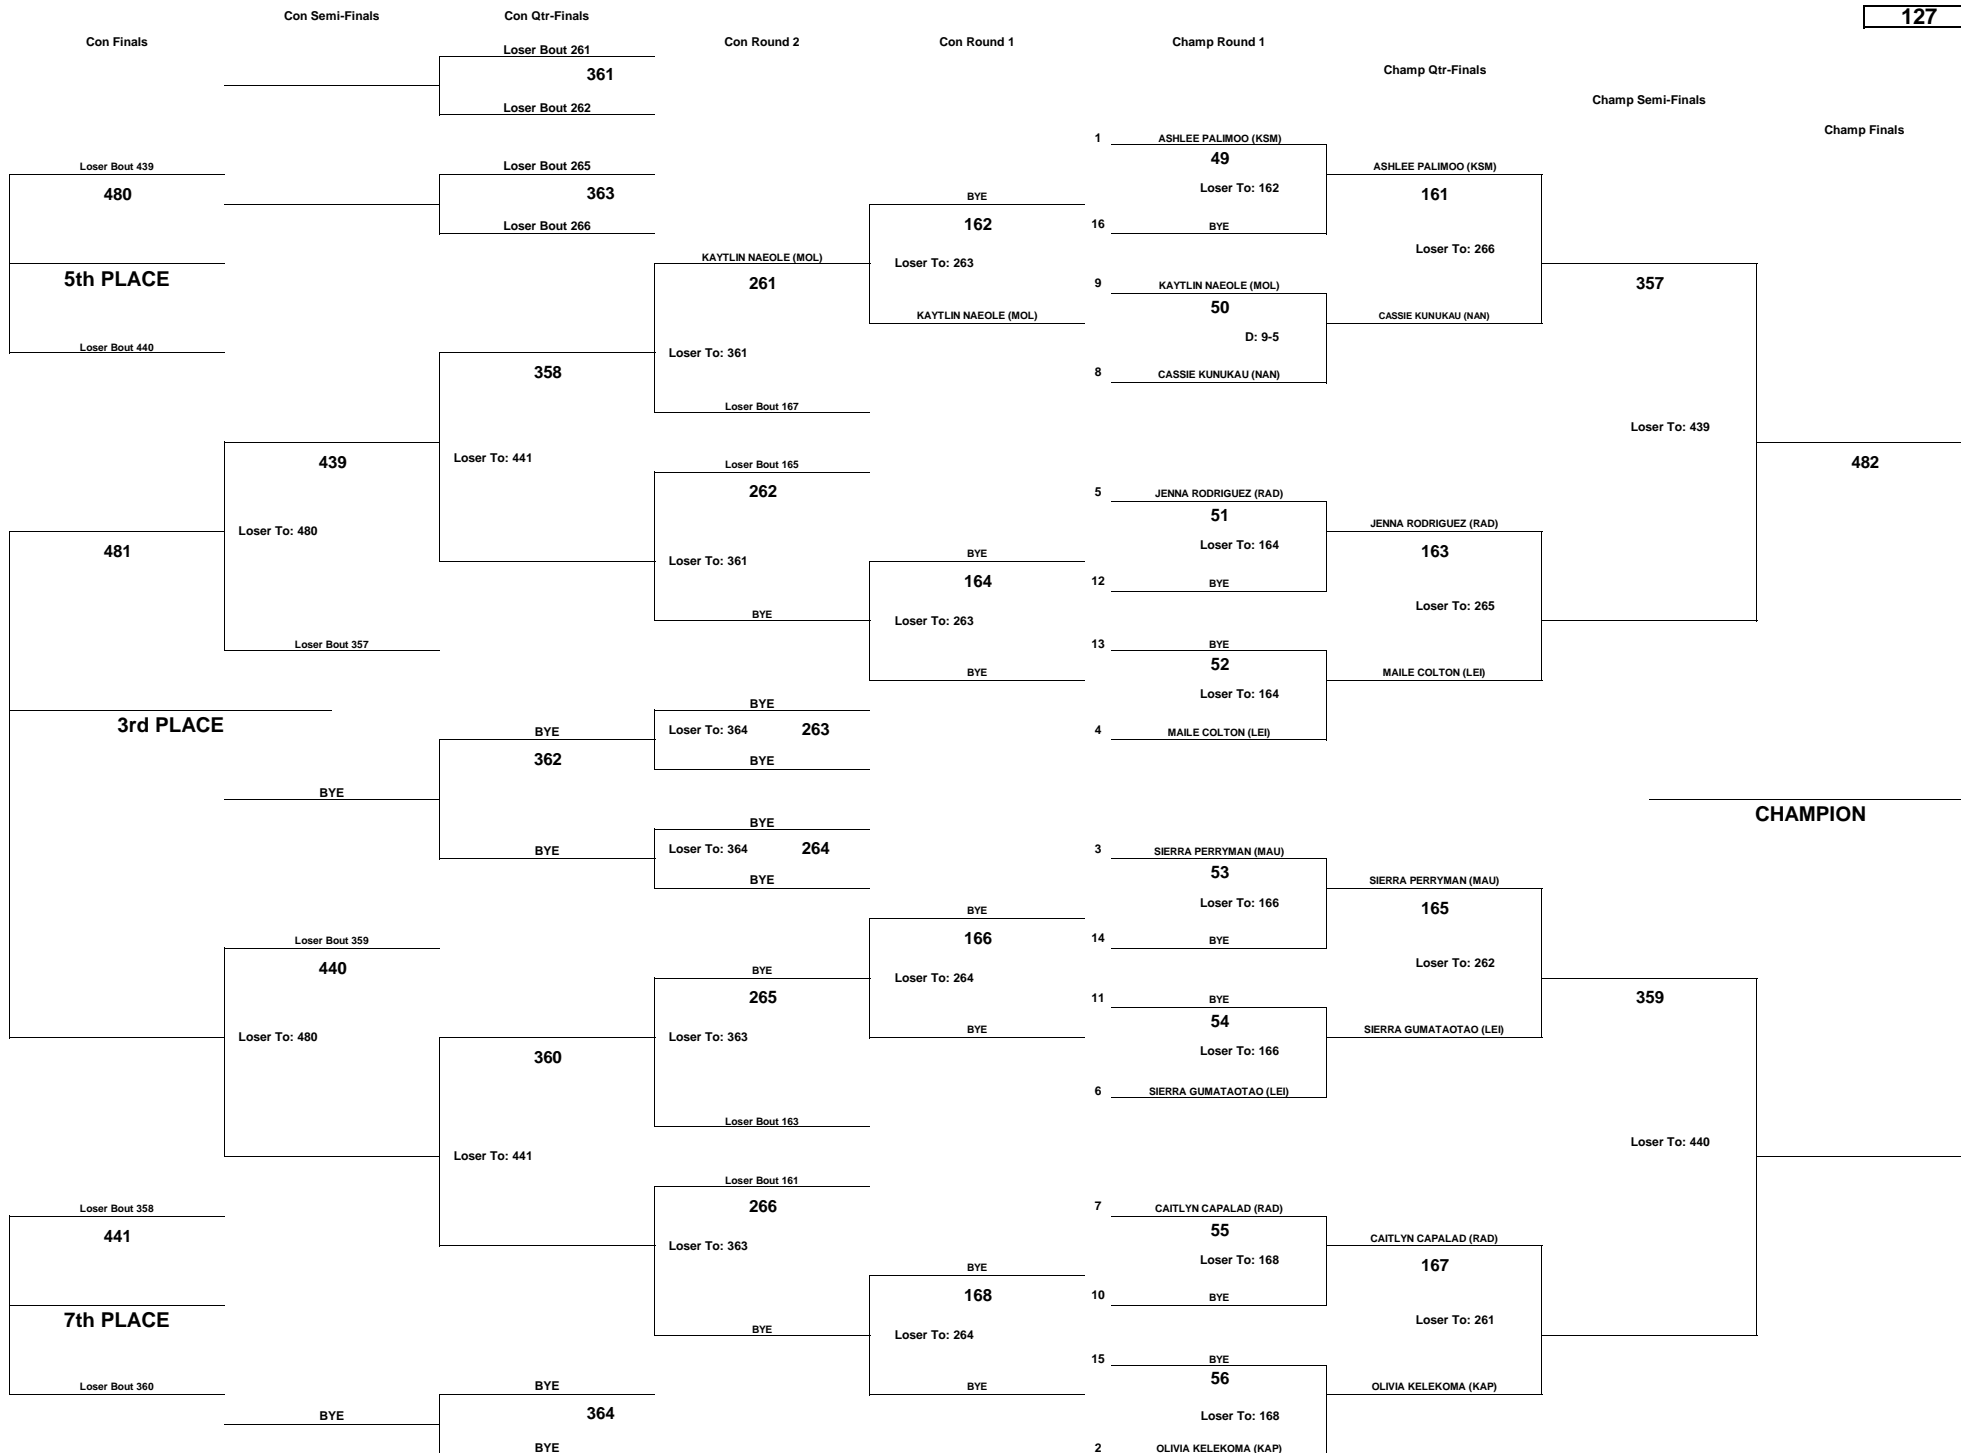 127
Con Semi-Finals
Con Qtr-Finals
Con Finals
Con Round 2
Con Round 1
Champ Round 1
Champ Qtr-Finals
Champ Semi-Finals
Champ Finals
Loser Bout 261
361
Loser Bout 262
Loser Bout 439
480
5th PLACE
Loser Bout 440
Loser Bout 265
363
Loser Bout 266
KAYTLIN NAEOLE (MOL)
261
Loser To: 361
Loser Bout 167
BYE
162
Loser To: 263
KAYTLIN NAEOLE (MOL)
1 ASHLEE PALIMOO (KSM)
49
Loser To: 162
16 BYE
ASHLEE PALIMOO (KSM)
161
Loser To: 266
9 KAYTLIN NAEOLE (MOL)
50
D: 9-5
8 CASSIE KUNUKAU (NAN)
CASSIE KUNUKAU (NAN)
357
Loser To: 439
482
358
Loser To: 441
439
Loser To: 480
Loser Bout 357
481
3rd PLACE
Loser Bout 165
262
Loser To: 361
BYE
BYE
164
Loser To: 263
BYE
5 JENNA RODRIGUEZ (RAD)
51
Loser To: 164
12 BYE
JENNA RODRIGUEZ (RAD)
163
Loser To: 265
13 BYE
52
Loser To: 164
4 MAILE COLTON (LEI)
MAILE COLTON (LEI)
BYE
Loser To: 364 263
BYE
BYE
362
BYE
BYE
BYE
Loser To: 364 264
BYE
CHAMPION
3 SIERRA PERRYMAN (MAU)
53
Loser To: 166
14 BYE
SIERRA PERRYMAN (MAU)
165
Loser To: 262
11 BYE
54
Loser To: 166
6 SIERRA GUMATAOTAO (LEI)
SIERRA GUMATAOTAO (LEI)
359
Loser To: 440
BYE
166
Loser To: 264
BYE
Loser Bout 359
440
Loser To: 480
BYE
265
Loser To: 363
Loser Bout 163
360
Loser To: 441
Loser Bout 161
266
Loser To: 363
BYE
BYE
168
Loser To: 264
BYE
7 CAITLYN CAPALAD (RAD)
55
Loser To: 168
10 BYE
CAITLYN CAPALAD (RAD)
167
Loser To: 261
15 BYE
56
Loser To: 168
2 OLIVIA KELEKOMA (KAP)
OLIVIA KELEKOMA (KAP)
Loser Bout 358
441
7th PLACE
Loser Bout 360
BYE
BYE
364
BYE